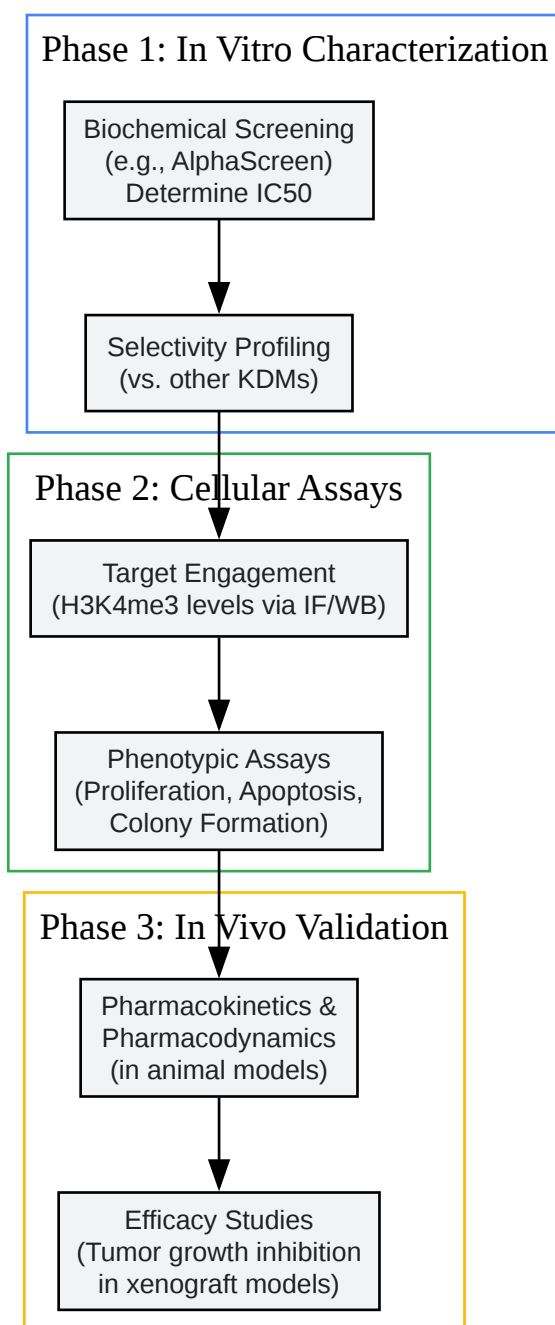 Phase 1: In Vitro Characterization
Biochemical Screening
(e.g., AlphaScreen)
Determine IC50
Selectivity Profiling
(vs. other KDMs)
Phase 2: Cellular Assays
Target Engagement
(H3K4me3 levels via IF/WB)
Phenotypic Assays
(Proliferation, Apoptosis,
Colony Formation)
Phase 3: In Vivo Validation
Pharmacokinetics &
Pharmacodynamics
(in animal models)
Efficacy Studies
(Tumor growth inhibition
in xenograft models)